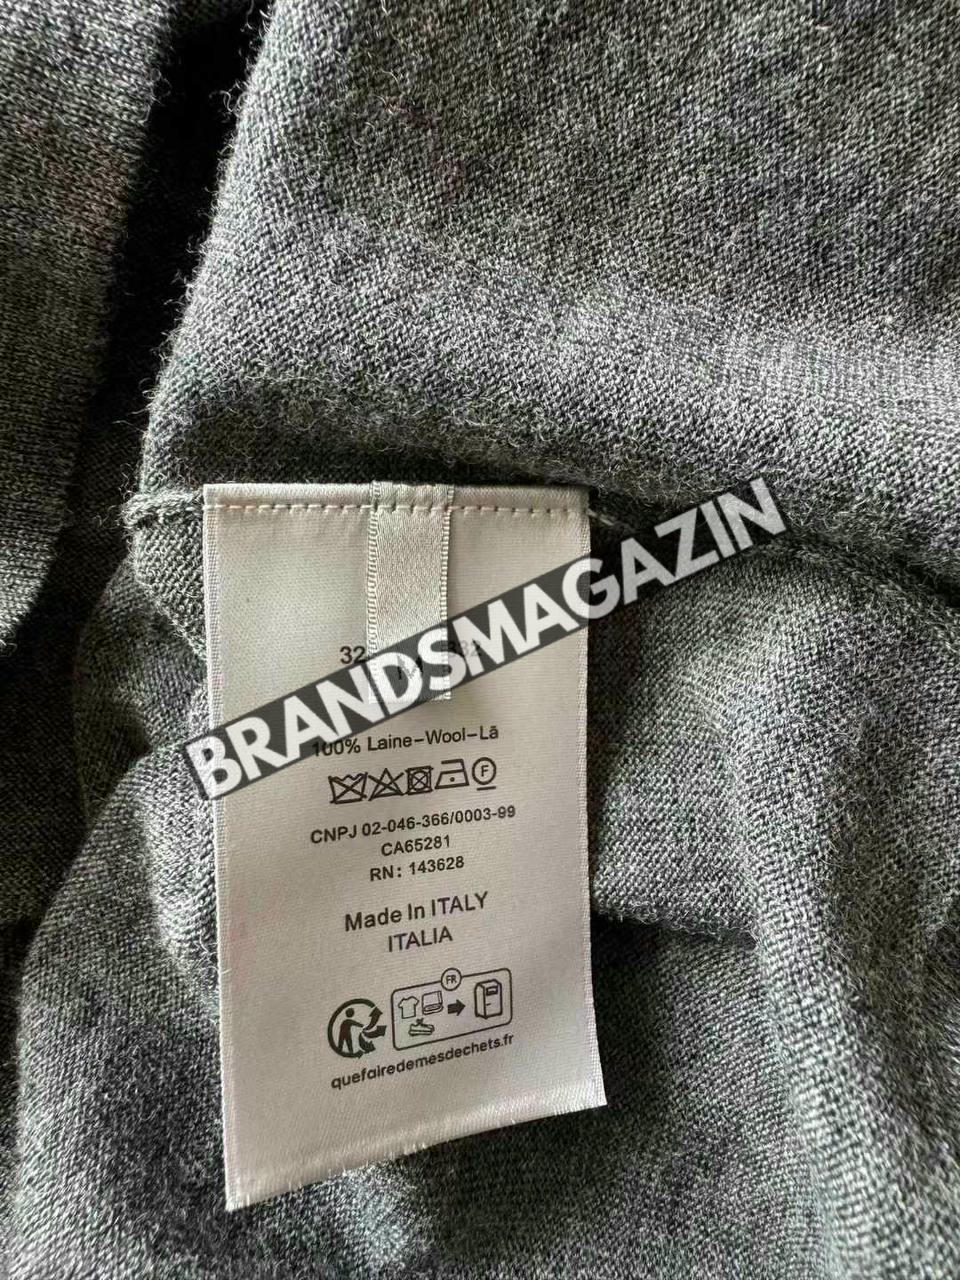 BRANDSMAGAZIN
32
100% Laine-Wool-Lã
F
CNPJ 02-046-366/0003-99
CA65281
RN: 143628
Made In ITALY
ITALIA
FR
quefairedemesdechets.fr